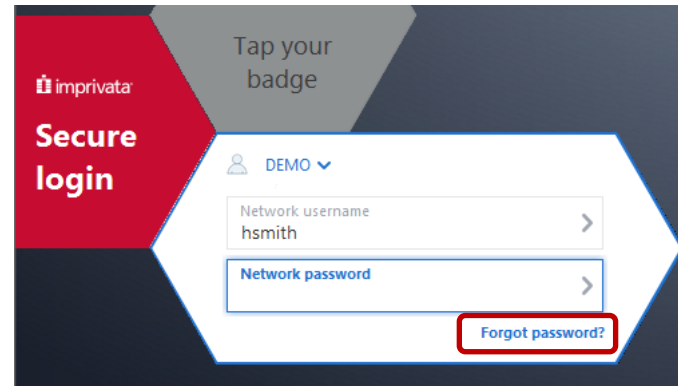 imprivata
Secure
login
Tap your
badge
DEMO
Network username
hsmith
Network password
Forgot password?